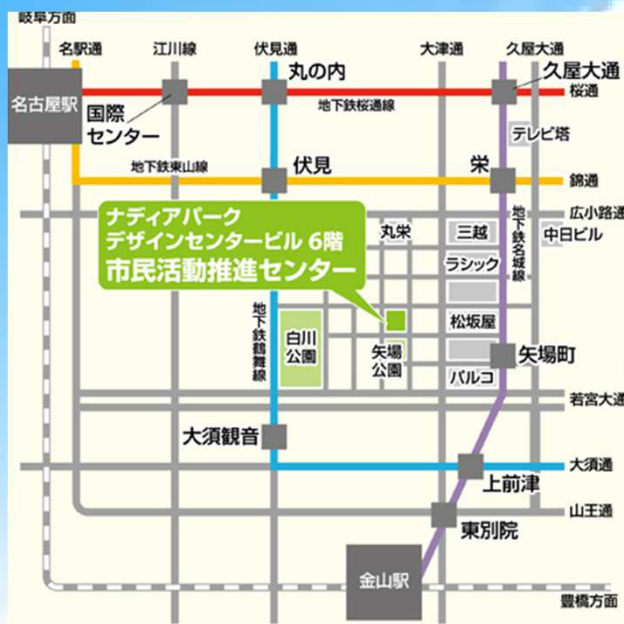 岐阜方面
名駅通
江川線
伏見通
大津通
久屋大通
名古屋駅
国際
センター
丸の内
地下鉄桜通線
久屋大通
桜通
テレビ塔
地下鉄東山線
伏見
栄
錦通
ナディアパーク
デザインセンタービル 6階
市民活動推進センター
丸栄
三越
地下鉄名城線
広小路通
中日ビル
ラシック
地下鉄鶴舞線
白川
公園
矢場
公園
松坂屋
矢場町
パルコ
若宮大通
大須観音
上前津
大須通
東別院
山王通
金山駅
豊橋方面